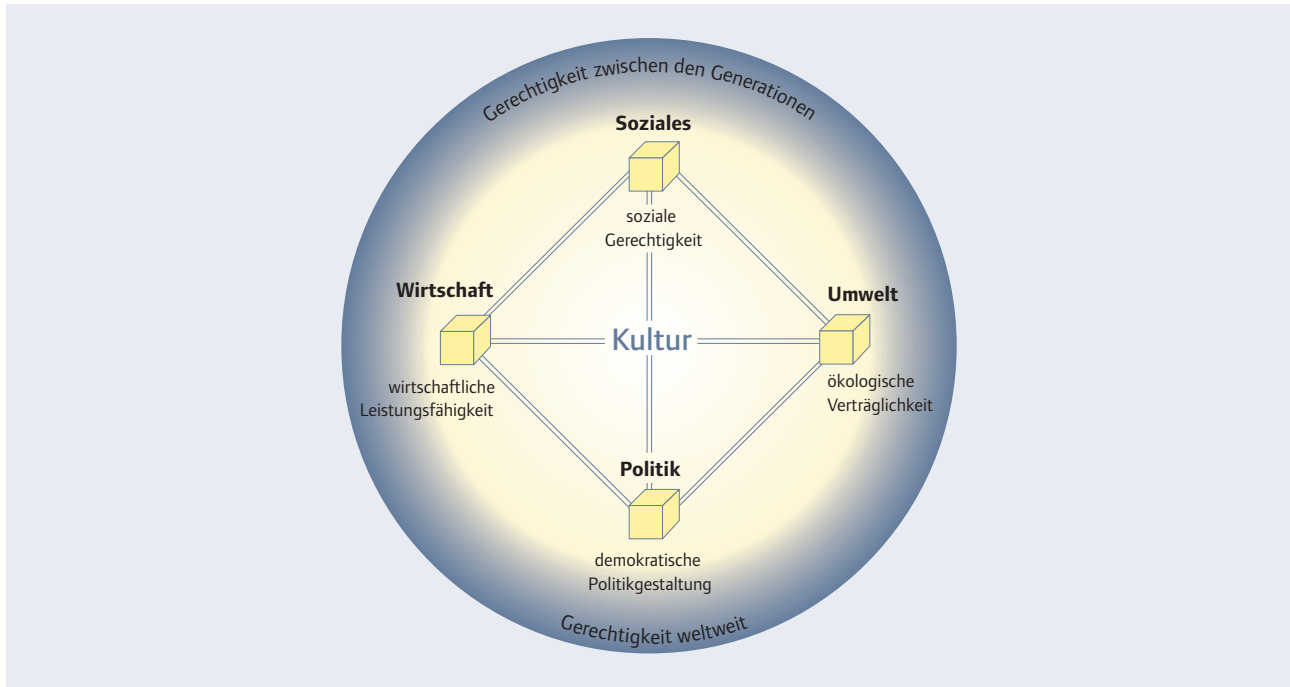 Gerechtigkeit zwischen den Generationen
Soziales
soziale
Gerechtigkeit
Wirtschaft
wirtschaftliche
Leistungsfähigkeit
Kultur
Umwelt
ökologische
Verträglichkeit
Politik
demokratische
Politikgestaltung
Gerechtigkeit weltweit